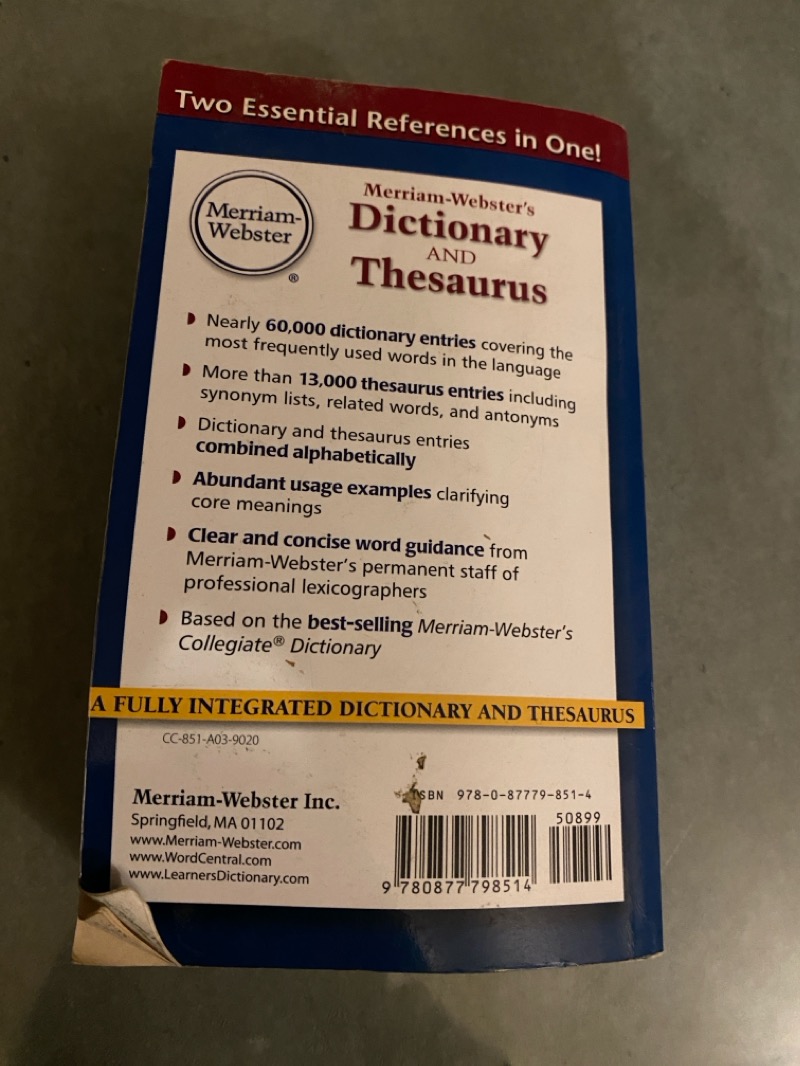 Two Essential References in One!
Merriam-
Webster
®
Merriam-Webster's
Dictionary
AND
Thesaurus
Nearly 60,000 dictionary entries covering the
most frequently used words in the language
More than 13,000 thesaurus entries including
synonym lists, related words, and antonyms
Dictionary and thesaurus entries
combined alphabetically
Abundant usage examples clarifying
core meanings
Clear and concise word guidance from
Merriam-Webster's permanent staff of
professional lexicographers
Based on the best-selling Merriam-Webster's
Collegiate® Dictionary
A FULLY INTEGRATED DICTIONARY AND THESAURUS
CC-851-A03-9020
Merriam-Webster Inc.
Springfield, MA 01102
www.Merriam-Webster.com
www.WordCentral.com
www.LearnersDictionary.com
ISBN 978-0-87779-851-4
50899
9 780877 798514